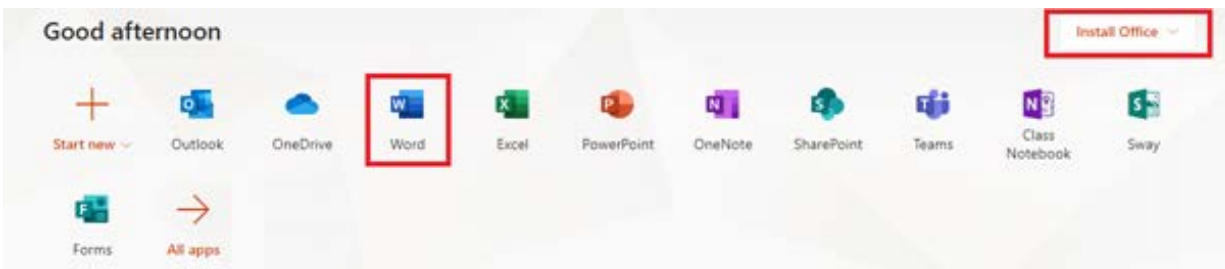 Good afternoon
Install Office
Start new
Outlook
OneDrive
Word
Excel
PowerPoint
OneNote
SharePoint
Teams
Class
Notebook
Sway
Forms
All apps